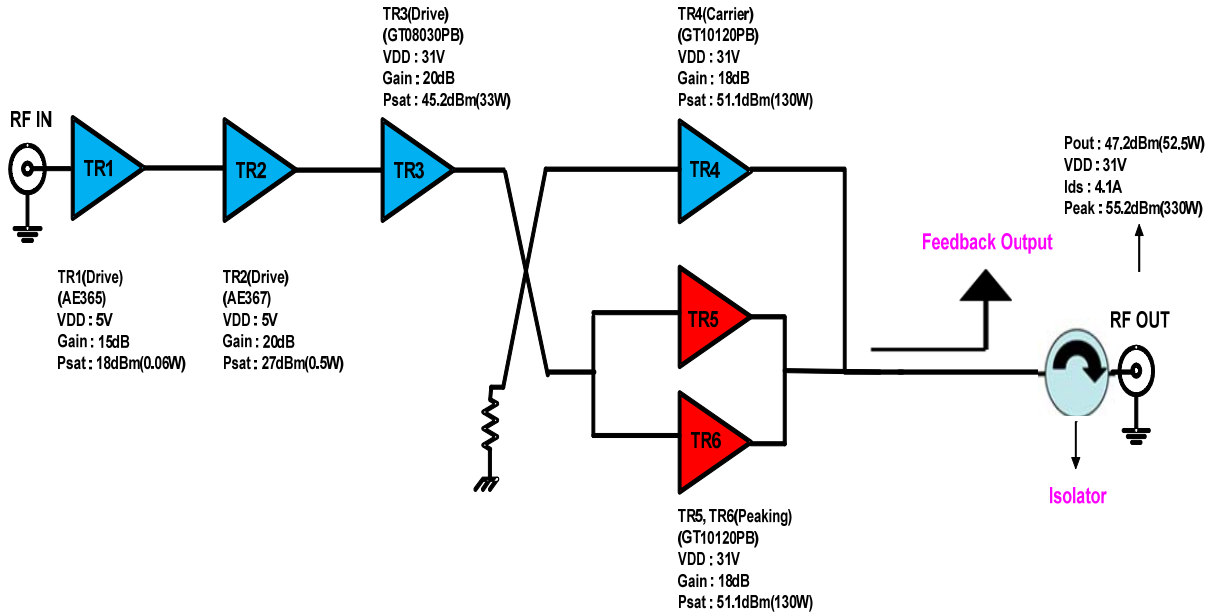 TR3(Drive)
(GT08030PB)
VDD : 31V
Gain : 20dB
Psat : 45.2dBm(33W)
TR4(Carrier)
(GT10120PB)
VDD : 31V
Gain : 18dB
Psat : 51.1dBm(130W)
RF IN
TR1
TR2
TR3
TR4
Pout : 47.2dBm(52.5W)
VDD : 31V
Ids : 4.1A
Peak : 55.2dBm(330W)
Feedback Output
TR1(Drive)
(AE365)
VDD : 5V
Gain : 15dB
Psat : 18dBm(0.06W)
TR2(Drive)
(AE367)
VDD : 5V
Gain : 20dB
Psat : 27dBm(0.5W)
TR5
RF OUT
TR6
Isolator
TR5, TR6(Peaking)
(GT10120PB)
VDD : 31V
Gain : 18dB
Psat : 51.1dBm(130W)